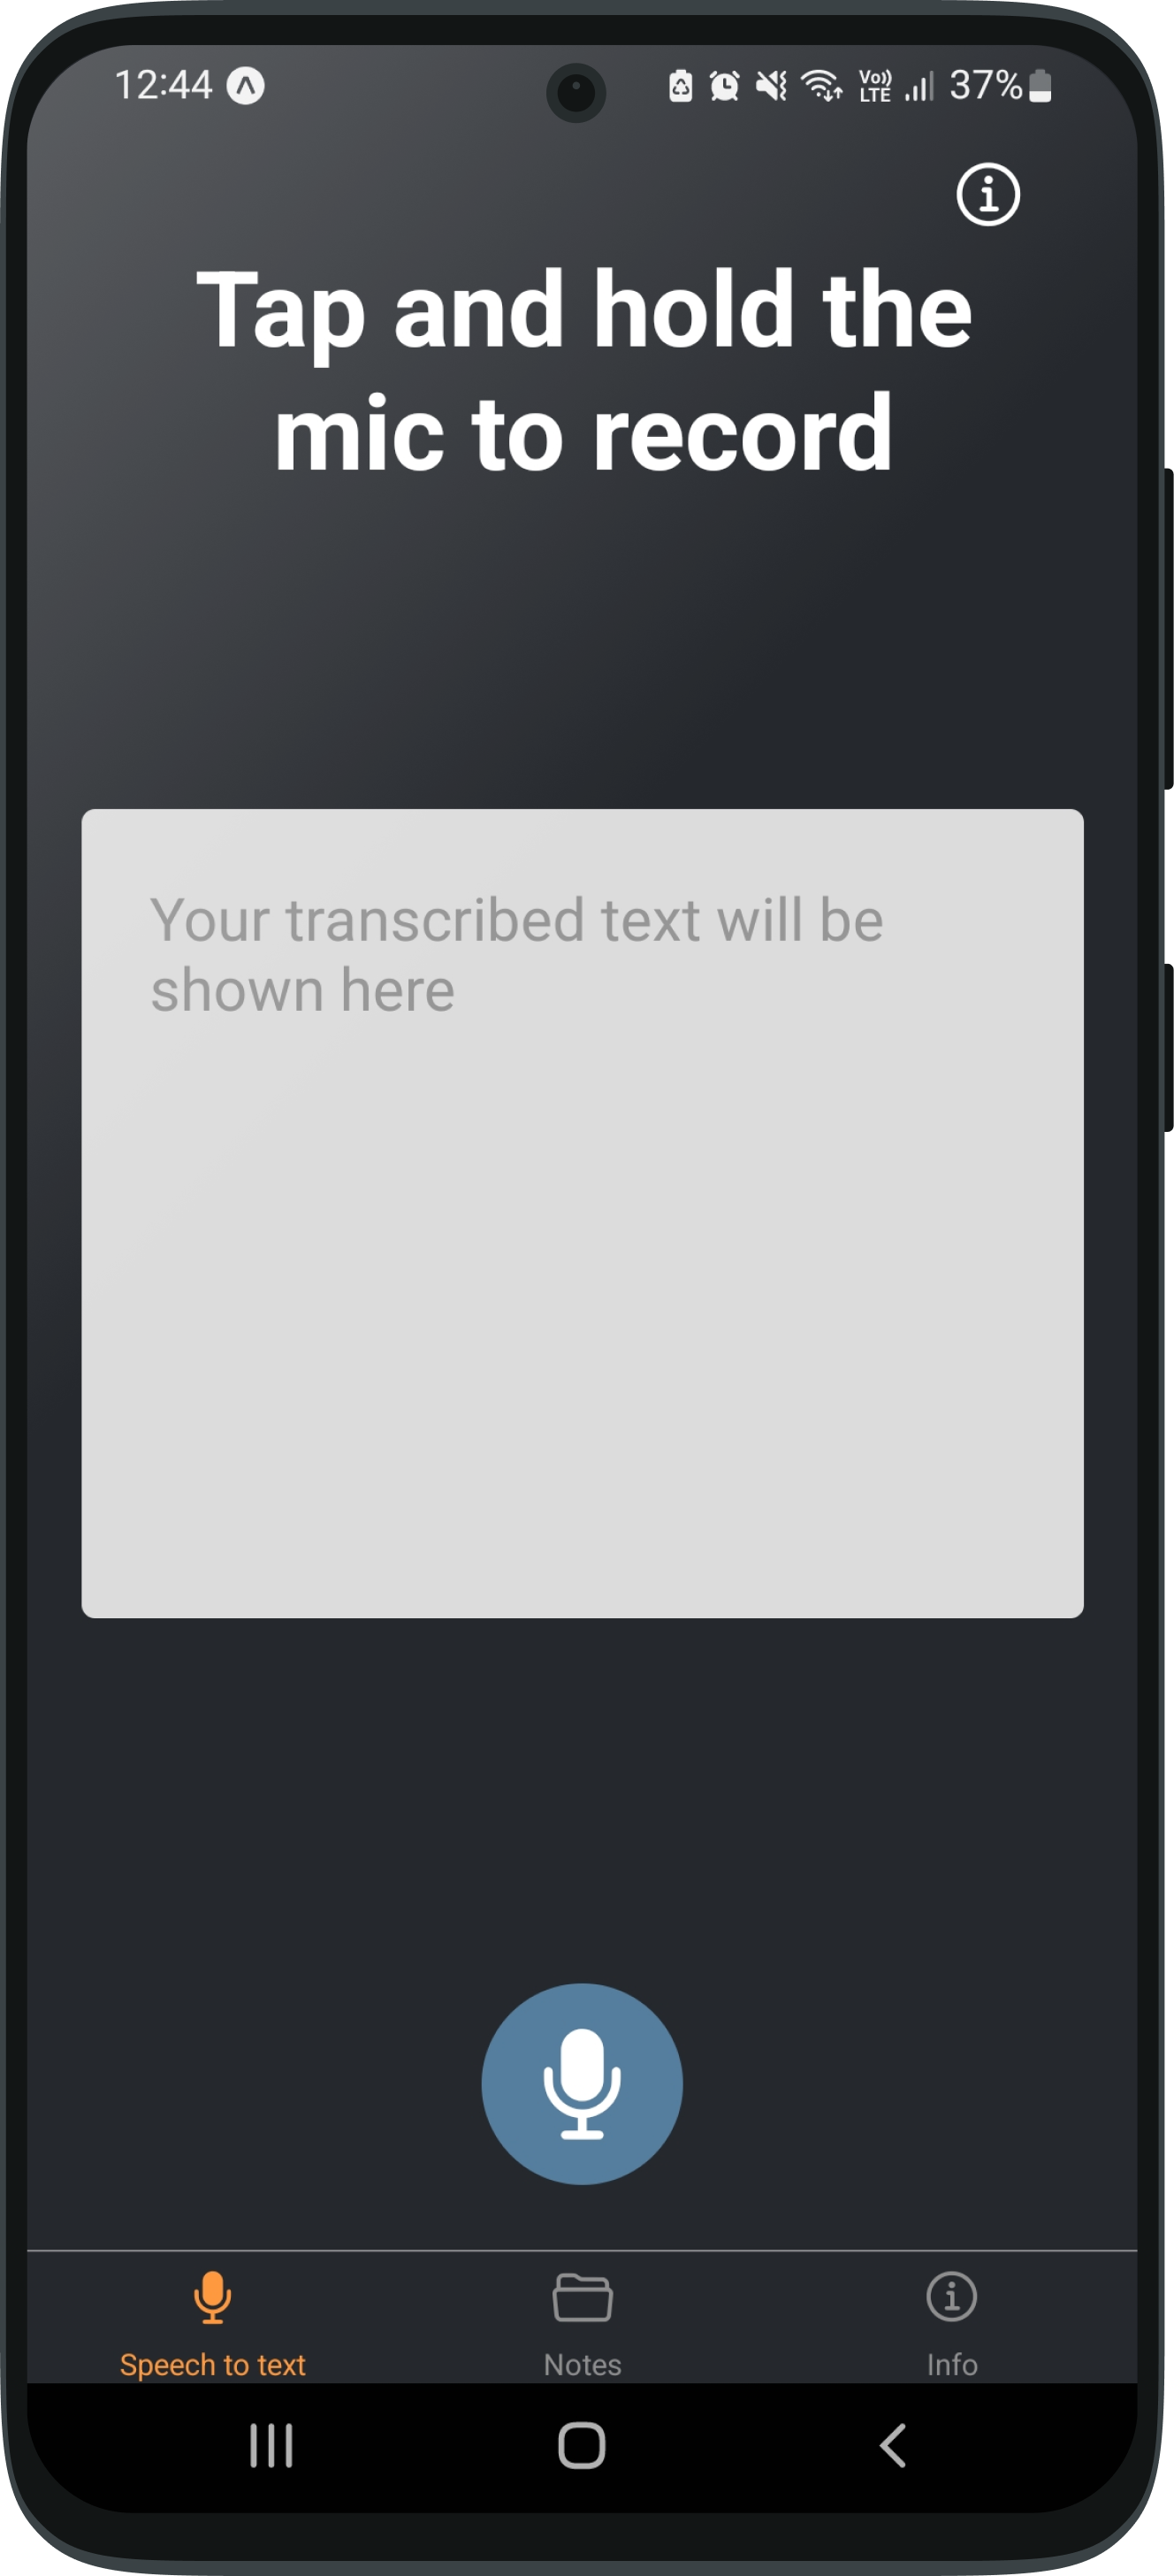 12:44
Vo)) LTE 37%
Tap and hold the
mic to record
Your transcribed text will be
shown here
Speech to text Notes Info